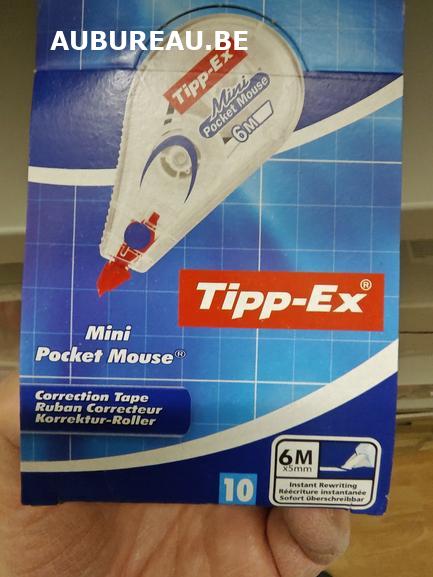 AUBUREAU.BE
Tipp-Ex
Mini
Pocket Mouse
6M
Tipp-Ex®
Mini
Pocket Mouse®
Correction Tape
Ruban Correcteur
Korrektur-Roller
6M
x5mm
Instant Rewriting
Réécriture instantanée
Sofort überschreibbar
10